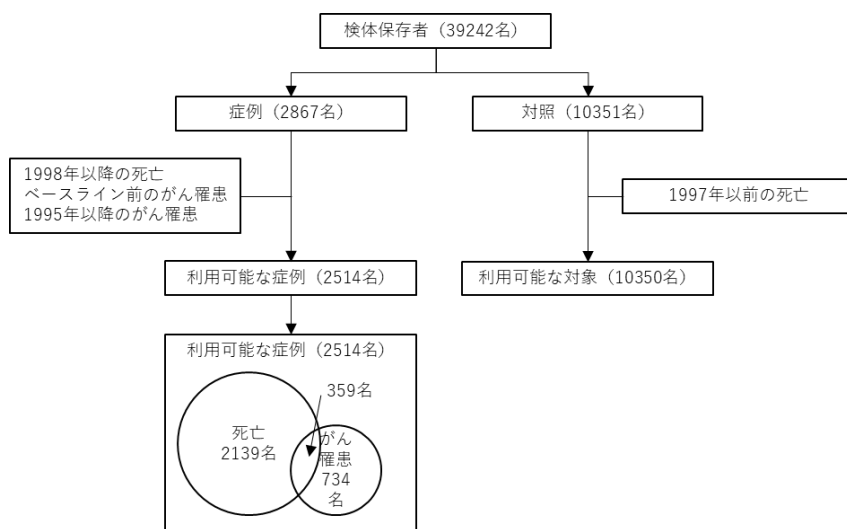 検体保存者（39242名）
症例（2867名）
対照（10351名）
1998年以降の死亡
ベースライン前のがん罹患
1995年以降のがん罹患
1997年以前の死亡
利用可能な症例（2514名）
利用可能な対象（10350名）
利用可能な症例（2514名）
359名
死亡
2139名
がん
罹患
734
名